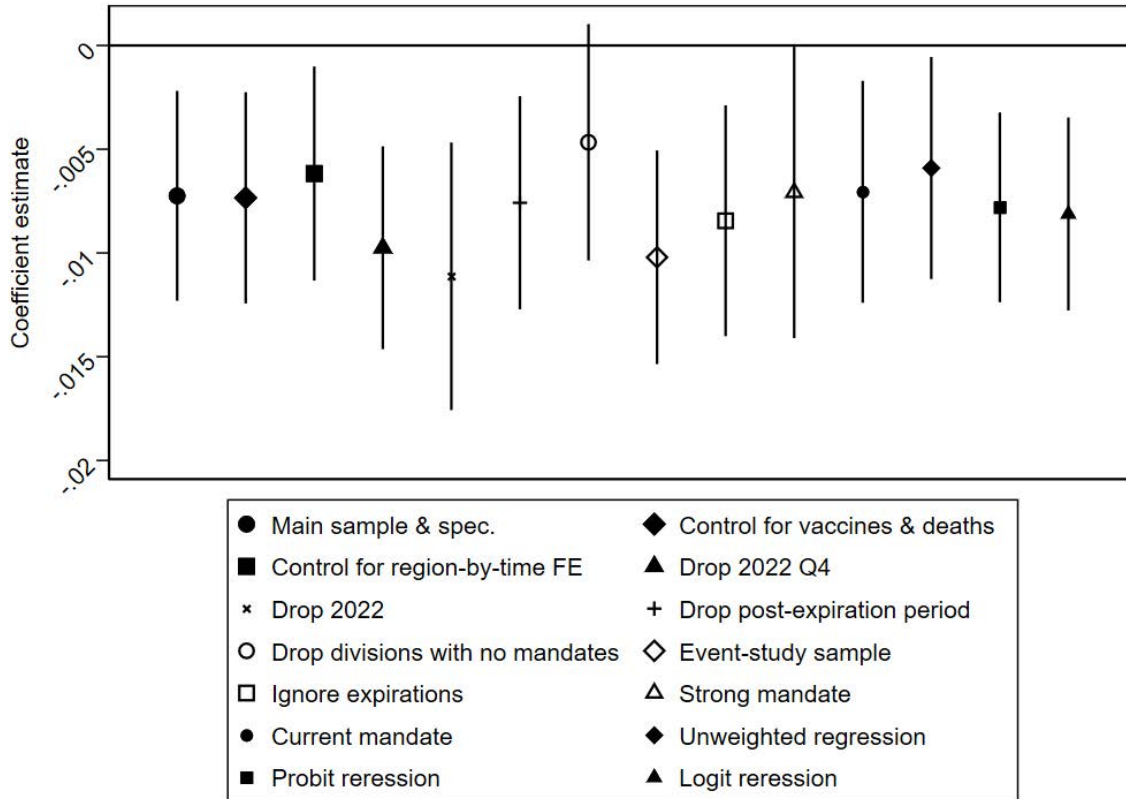 0
-.005
-.01
-.015
-.02
Coefficient estimate
Main sample & spec.
Control for vaccines & deaths
Control for region-by-time FE
Drop 2022 Q4
Drop 2022
Drop post-expiration period
Drop divisions with no mandates
Event-study sample
Ignore expirations
Strong mandate
Current mandate
Unweighted regression
Probit reression
Logit reression